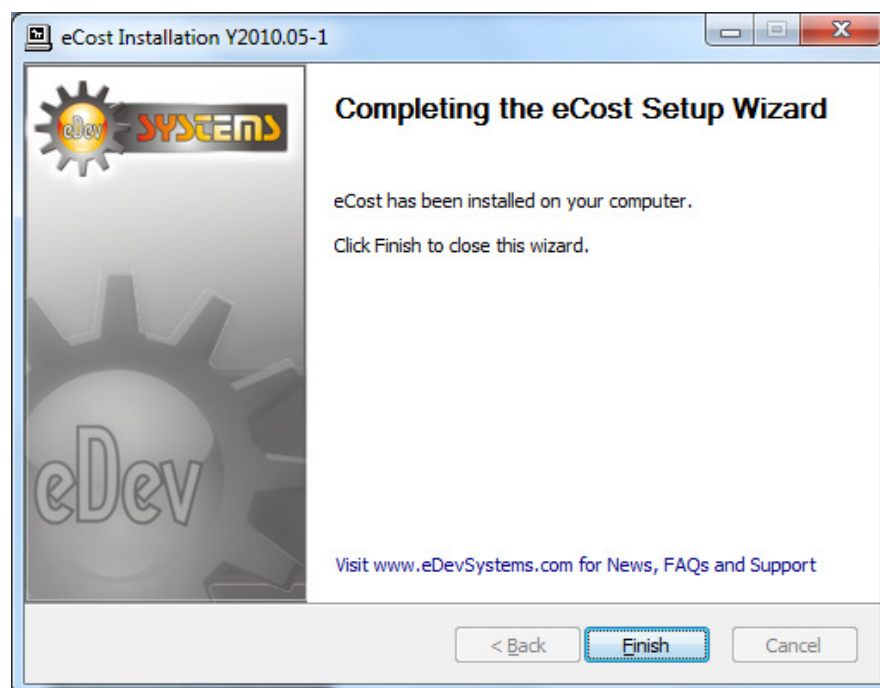 eCost Installation Y2010.05-1
eDev SYSTEMS
Completing the eCost Setup Wizard
eCost has been installed on your computer.
Click Finish to close this wizard.
eDev
Visit www.eDevSystems.com for News, FAQs and Support
< Back Finish Cancel